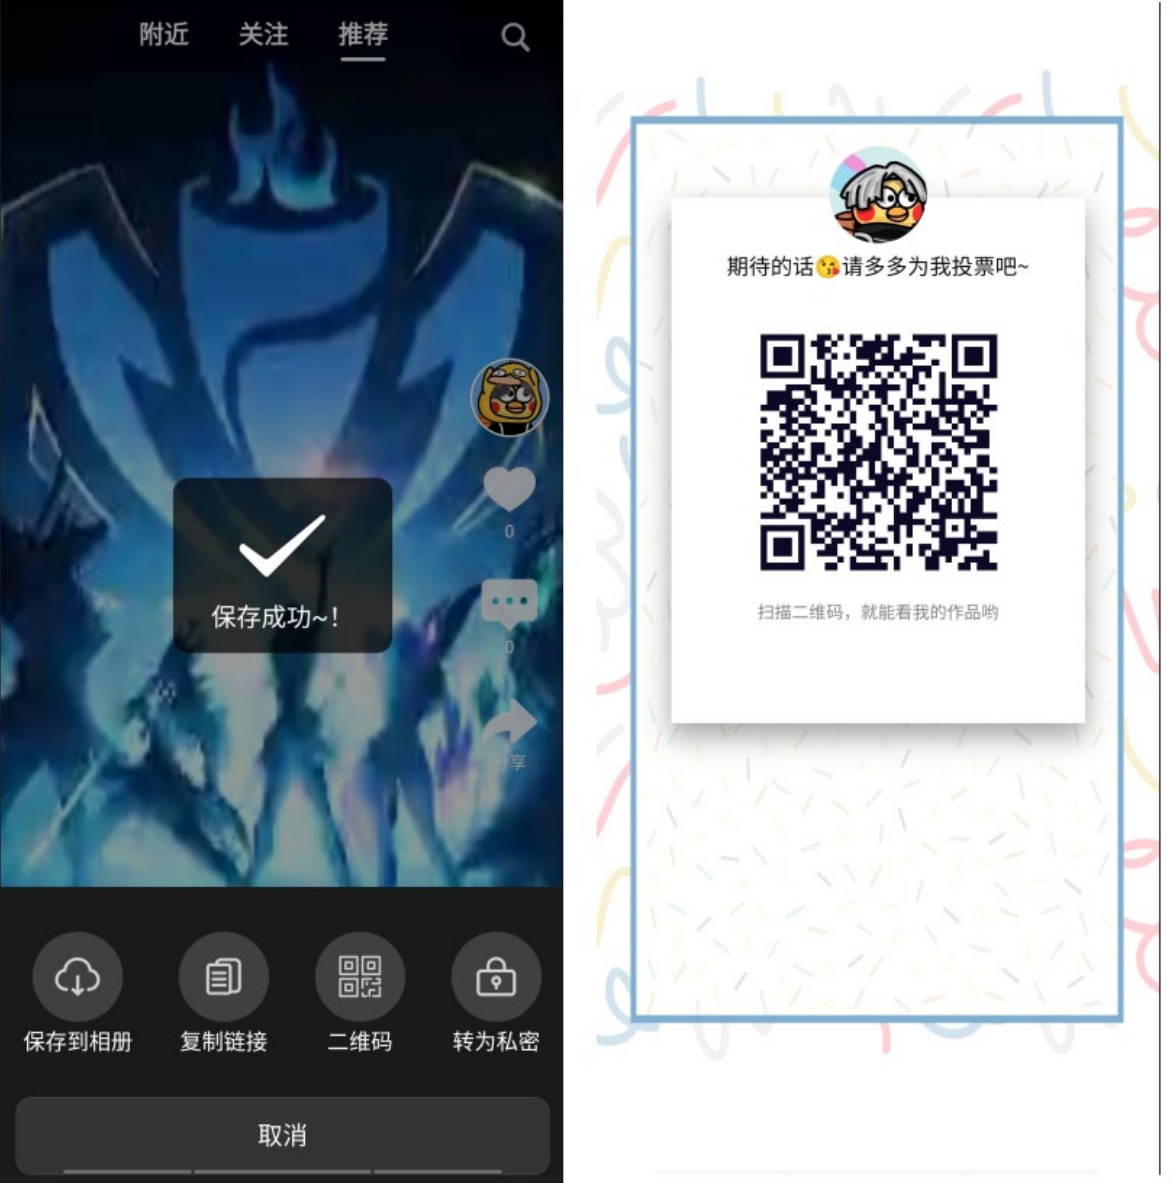 附近 关注 推荐
0
保存成功~！
0
分享
保存到相册 复制链接 二维码 转为私密
取消
期待的话😘请多多为我投票吧~
扫描二维码，就能看我的作品哟